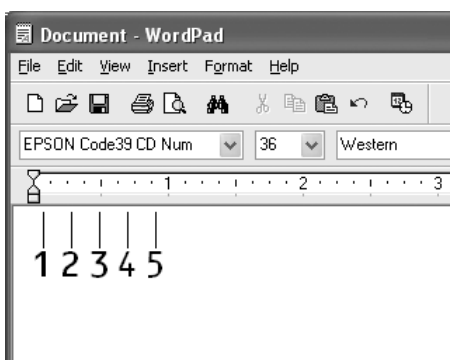 Document - WordPad
File Edit View Insert Format Help
EPSON Code39 CD Num 36 Western
1 2 3
1 2 3 4 5